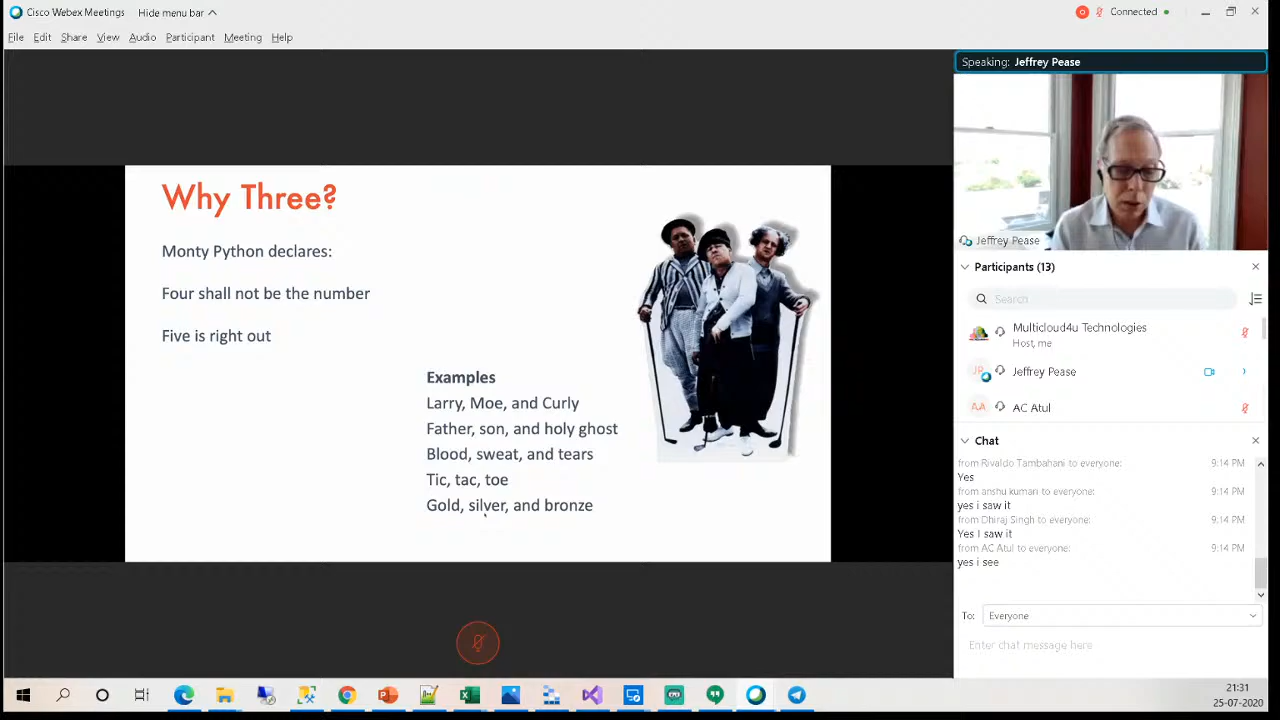 Cisco Webex Meetings
Hide menu bar
Connected
File Edit Share View Audio Participant Meeting Help
Speaking: Jeffrey Pease
Why Three?
Monty Python declares:
Four shall not be the number
Five is right out
Examples
Larry, Moe, and Curly
Father, son, and holy ghost
Blood, sweat, and tears
Tic, tac, toe
Gold, silver, and bronze
Jeffrey Pease
Participants (13)
Search
Multicloud4u Technologies
Host, me
JP
Jeffrey Pease
AA
AC Atul
Chat
from Rivaldo Tambahani to everyone: 9:14 PM
Yes
from anshu kumari to everyone: 9:14 PM
yes i saw it
from Dhiraj Singh to everyone: 9:14 PM
Yes I saw it
from AC Atul to everyone: 9:14 PM
yes i see
To: Everyone
Enter chat message here
21:31
25-07-2020